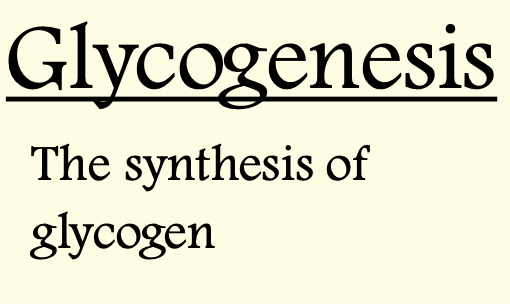 Glycogenesis
The synthesis of
glycogen